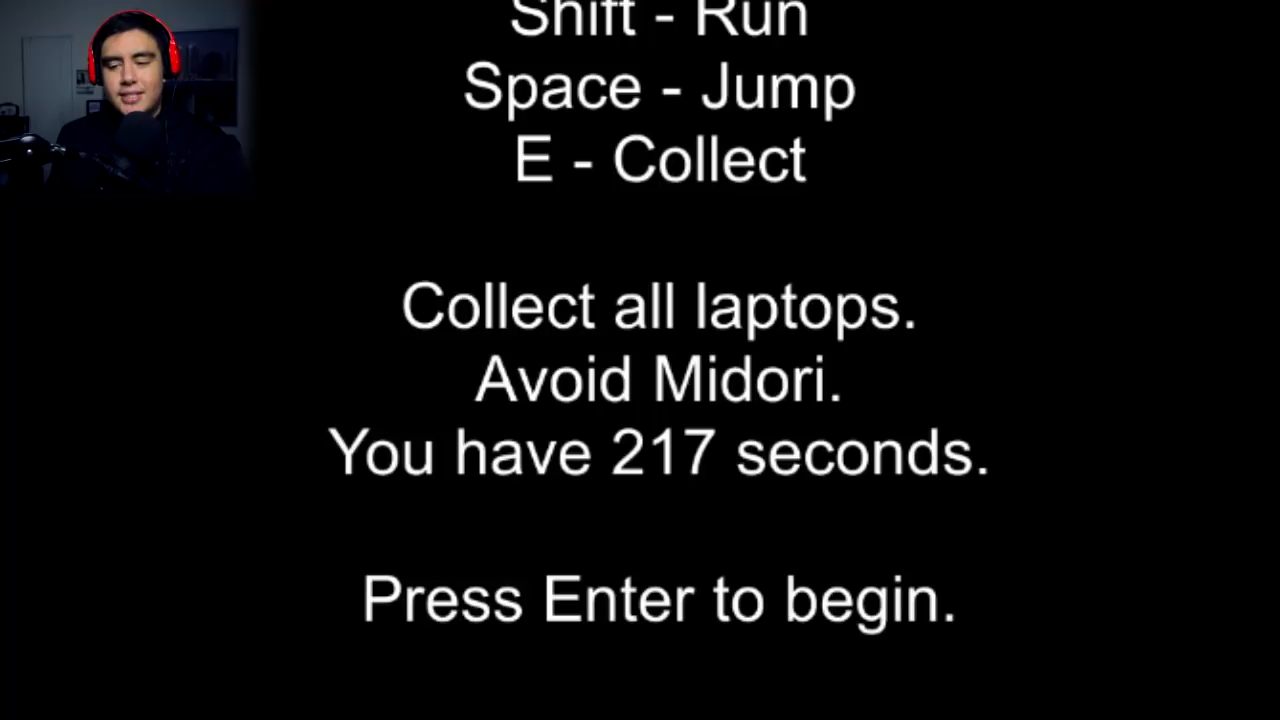 Shift - Run
Space - Jump
E - Collect
Collect all laptops.
Avoid Midori.
You have 217 seconds.
Press Enter to begin.